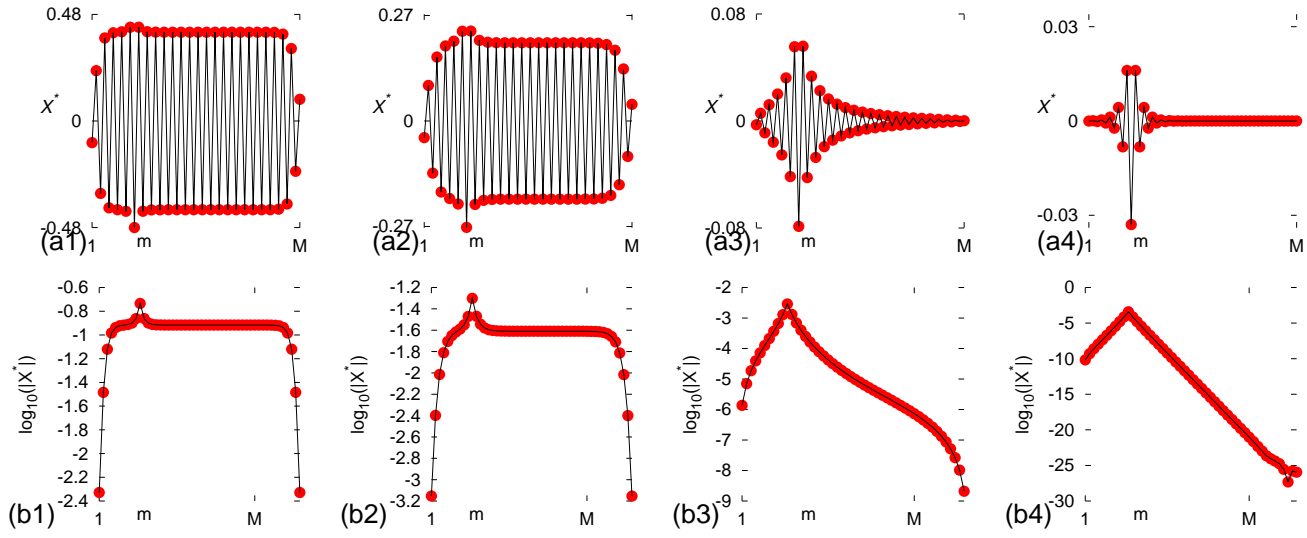 0.48
X*
0
-0.48
(a1)
1
m
M
0.27
X*
0
-0.27
(a2)
1
m
M
0.08
X*
0
-0.08
(a3)
1
m
M
0.03
X*
0
-0.03
(a4)
1
m
M
-0.6
-0.8
-1
-1.2
-1.4
-1.6
-1.8
-2
-2.2
-2.4
log₁₀(|X*|)
(b1)
1
m
M
-1.2
-1.4
-1.6
-1.8
-2
-2.2
-2.4
-2.6
-2.8
-3
-3.2
log₁₀(|X*|)
(b2)
1
m
M
-2
-3
-4
-5
-6
-7
-8
-9
log₁₀(|X*|)
(b3)
1
m
M
0
-5
-10
-15
-20
-25
-30
log₁₀(|X*|)
(b4)
1
m
M